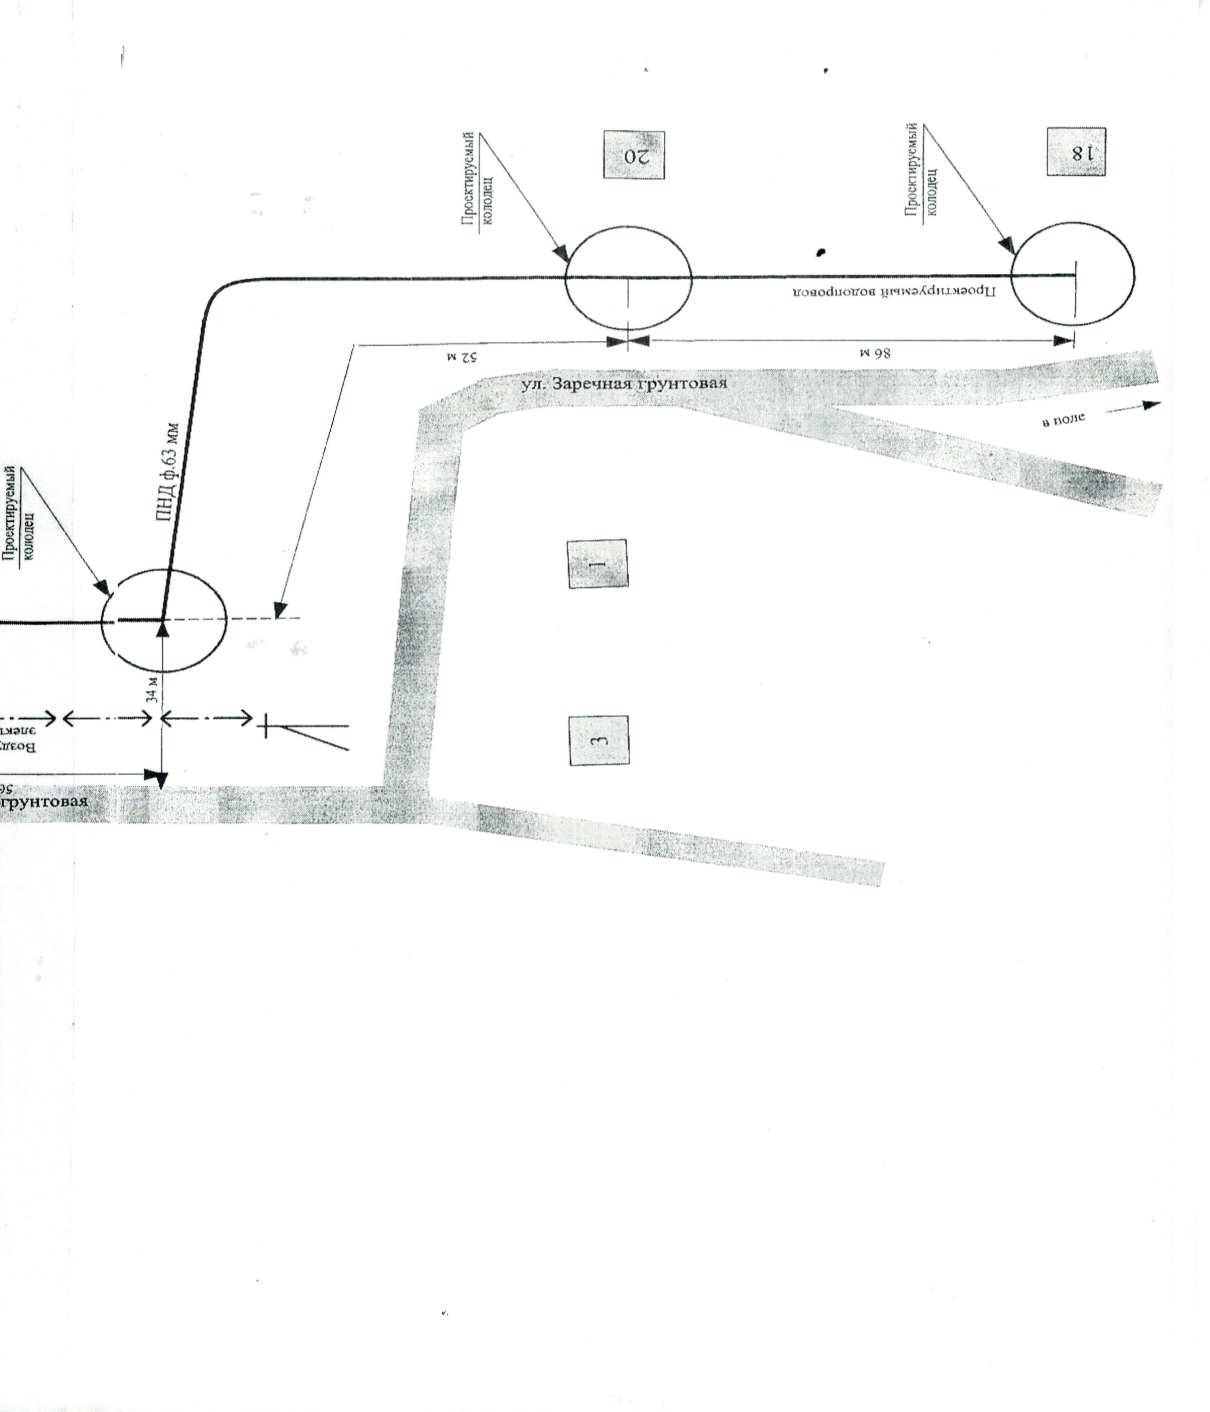 Проектируемый
колодец
20
Проектируемый
колодец
18
Проектируемый водопровод
52 м
86 м
ул. Заречная грунтовая
в поле
ПНД ф.63 мм
Проектируемый
колодец
1
34 м
3
грунтовая